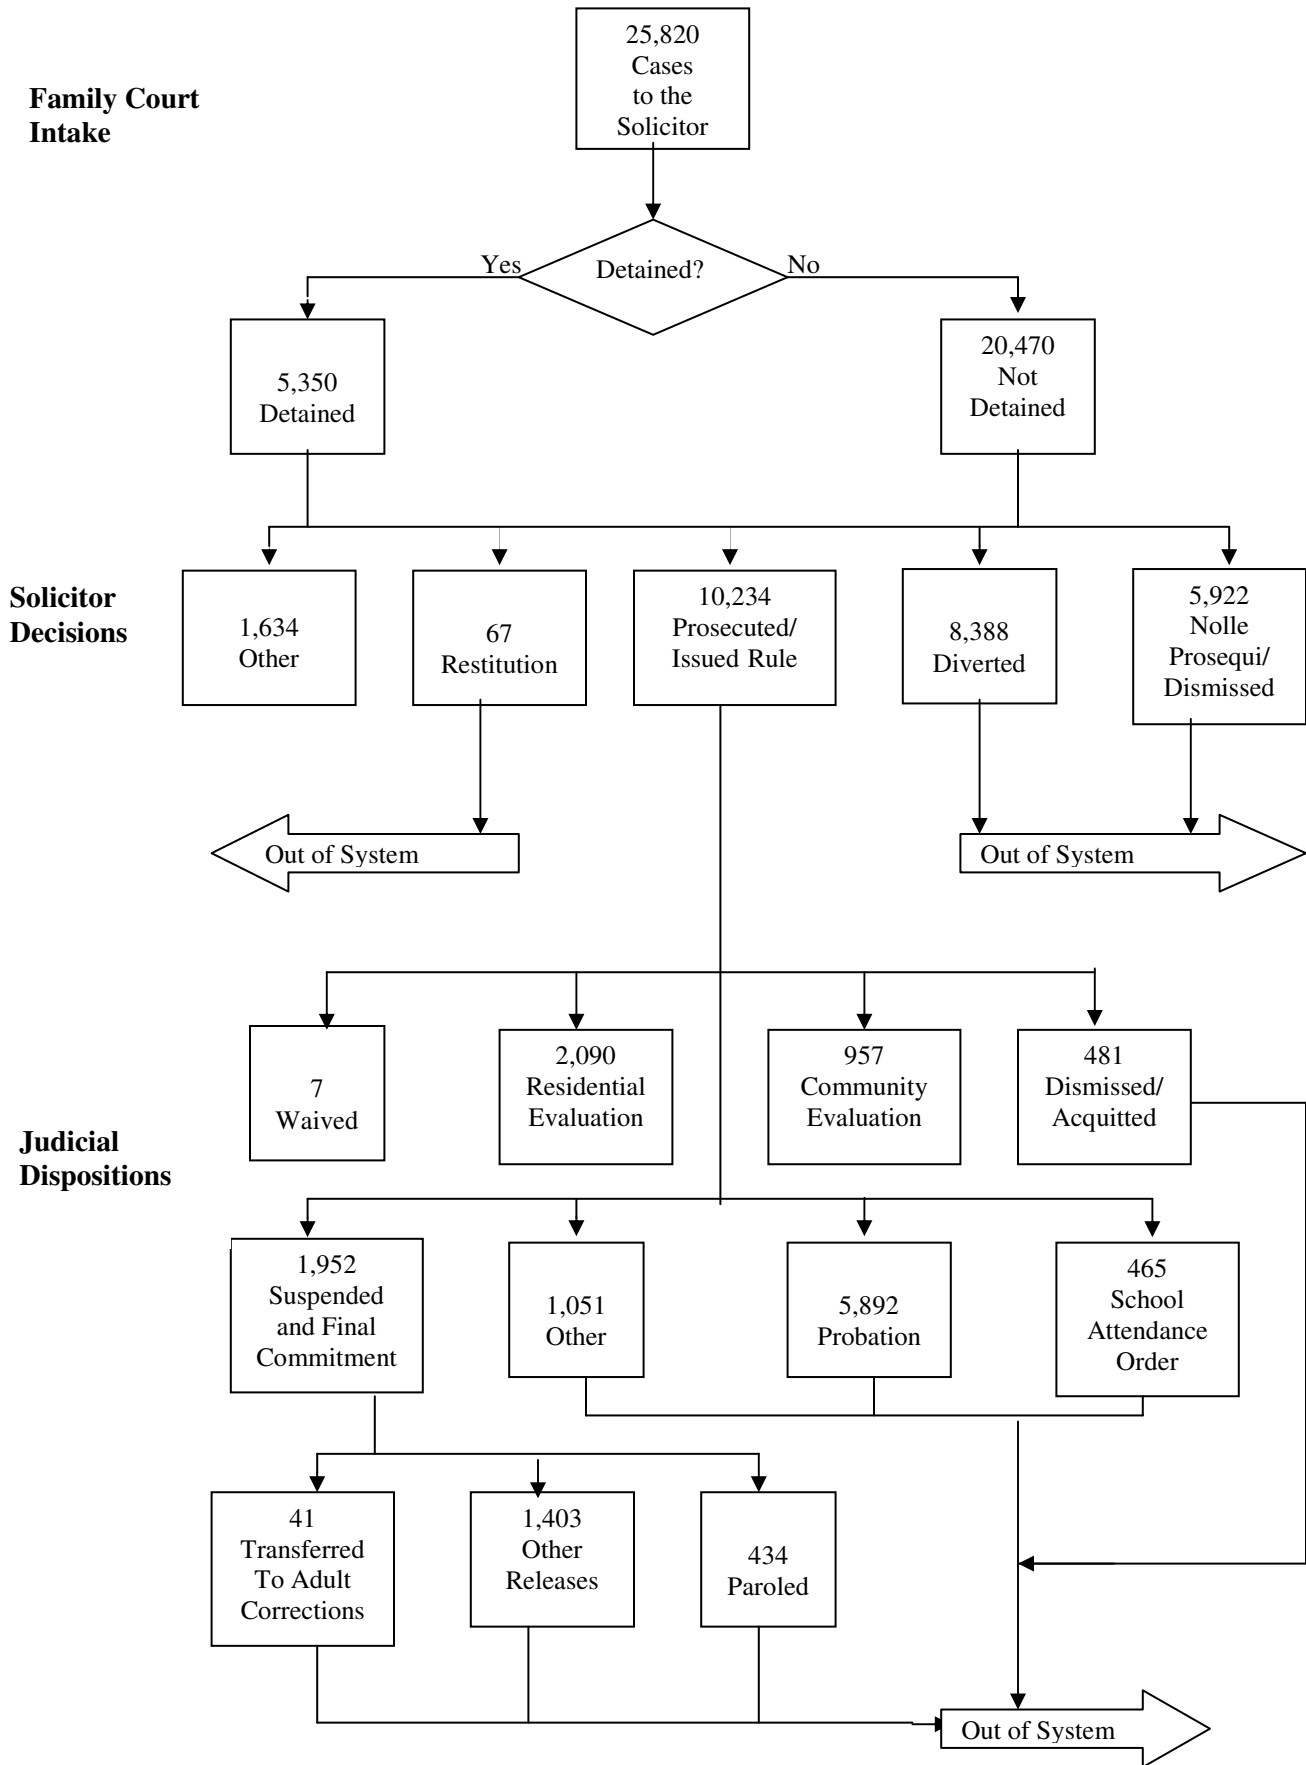 25,820
Cases
to the
Solicitor
Family Court
Intake
Yes
Detained?
No
5,350
Detained
20,470
Not
Detained
Solicitor
Decisions
1,634
Other
67
Restitution
10,234
Prosecuted/
Issued Rule
8,388
Diverted
5,922
Nolle
Prosequi/
Dismissed
Out of System
Out of System
Judicial
Dispositions
7
Waived
2,090
Residential
Evaluation
957
Community
Evaluation
481
Dismissed/
Acquitted
1,952
Suspended
and Final
Commitment
1,051
Other
5,892
Probation
465
School
Attendance
Order
41
Transferred
To Adult
Corrections
1,403
Other
Releases
434
Paroled
Out of System